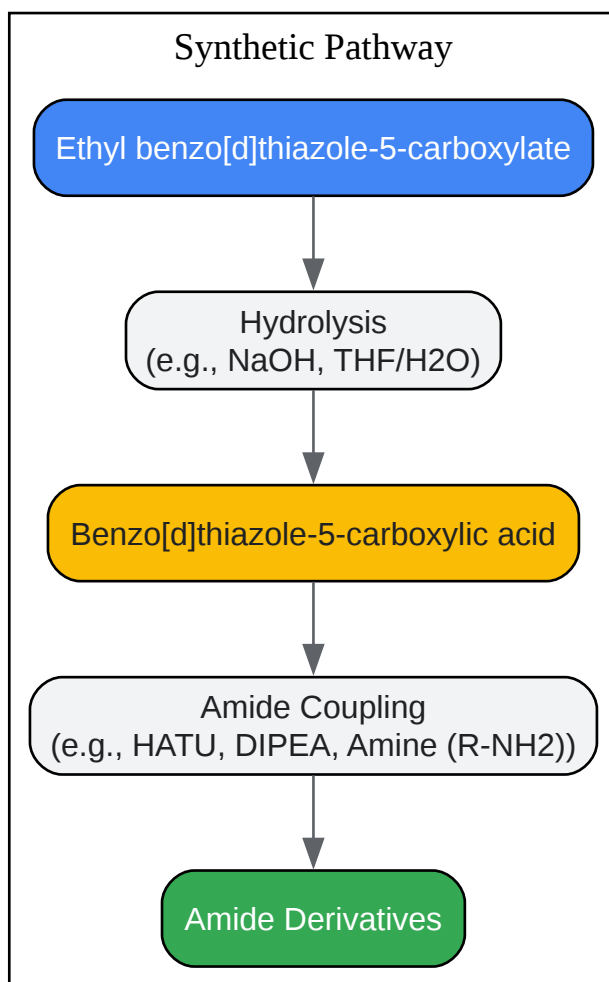 Synthetic Pathway
Ethyl benzo[d]thiazole-5-carboxylate
Hydrolysis
(e.g., NaOH, THF/H2O)
Benzo[d]thiazole-5-carboxylic acid
Amide Coupling
(e.g., HATU, DIPEA, Amine (R-NH2))
Amide Derivatives